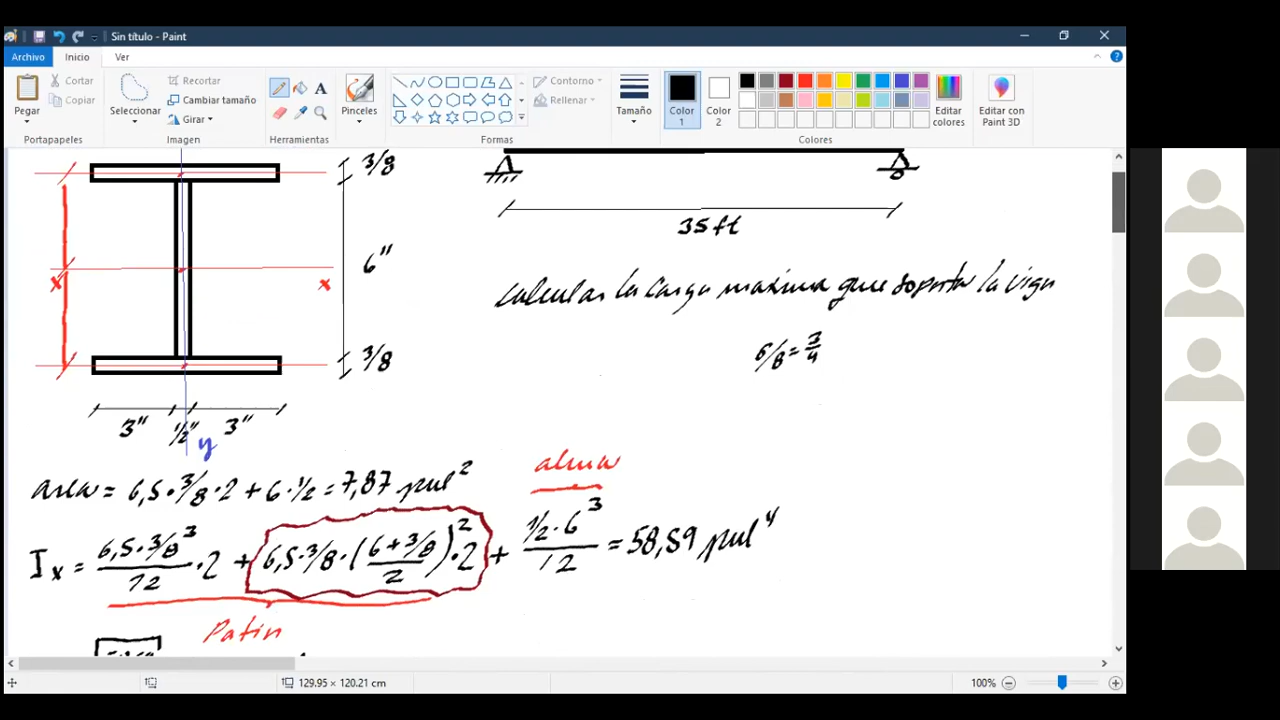 Sin título - Paint
Archivo Inicio Ver
Pegar
Cortar
Copiar
Portapapeles
Seleccionar
Recortar
Cambiar tamaño
Girar
Imagen
A
Herramientas
Pinceles
Contorno
Rellenar
Formas
Tamaño
Color 1
Color 2
Editar colores
Colores
Editar con Paint 3D
3/8
6"
3/8
x x
3" 1/2" 3"
y
35 ft
calcular la carga maxima que soporta la viga
6/8 = 3/4
area = 6,5·3/8·2 + 6·1/2 = 7,87 pul²
alma
Ix = 6,5·3/8³/12·2 + 6,5·3/8·((6+3/8)/2)²·2 + 1/2·6³/12 = 58,59 pul⁴
Patin
129.95 × 120.21 cm
100%